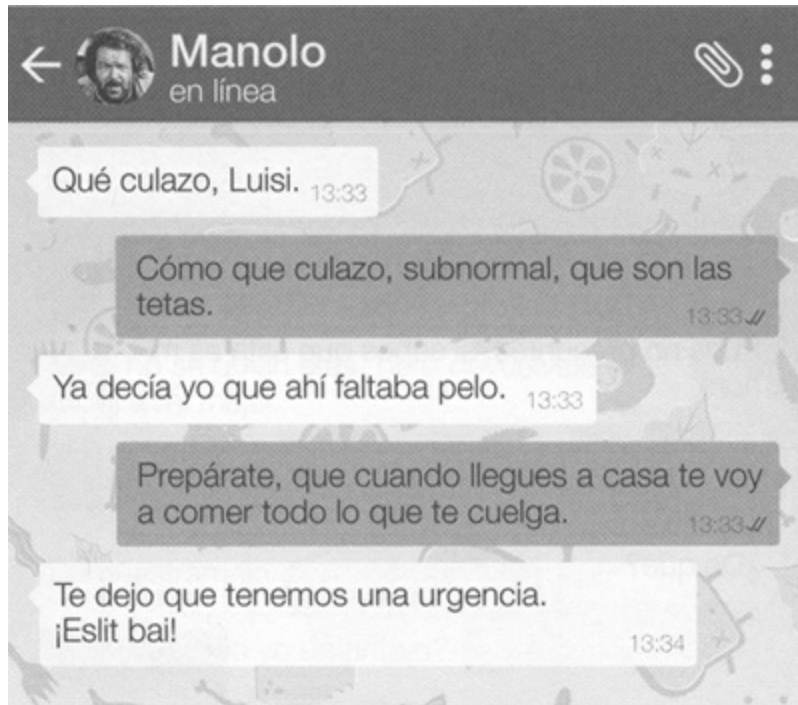 Manolo
en línea
Qué culazo, Luisi. 13:33
Cómo que culazo, subnormal, que son las
tetas.
13:33
Ya decía yo que ahí faltaba pelo. 13:33
Prepárate, que cuando llegues a casa te voy
a comer todo lo que te cuelga.
13:33
Te dejo que tenemos una urgencia.
¡Eslit bai!
13:34